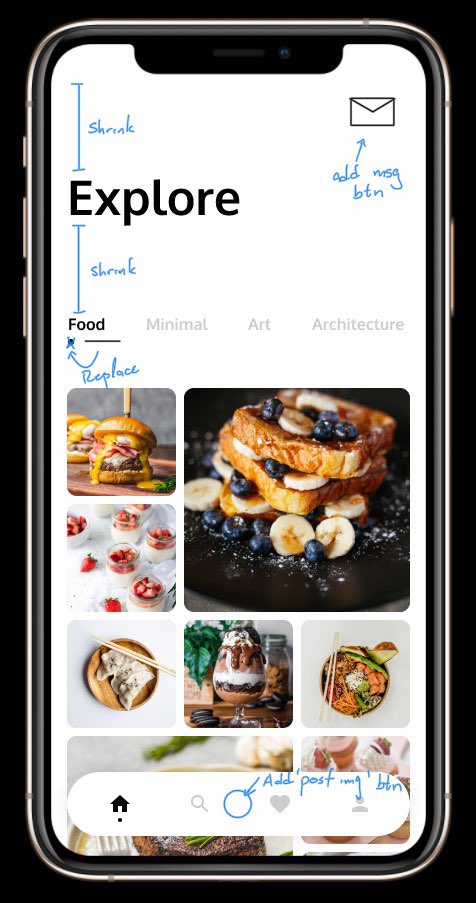 shrink
add msg
btn
Explore
shrink
Food Minimal Art Architecture
Replace
Add 'post img' btn